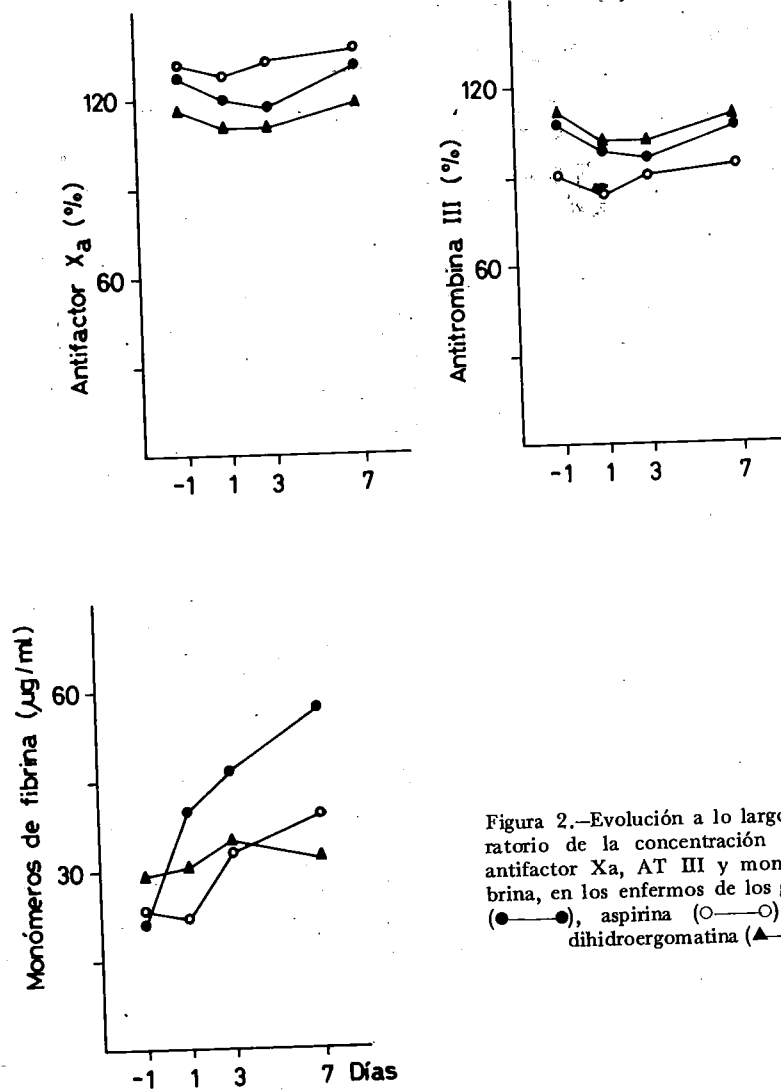 Antifactor Xa (%)
120
60
-1 1 3 7
Antitrombina III (%)
120
60
-1 1 3 7
Monómeros de fibrina (µg/ml)
60
30
-1 1 3 7 Días
Figura 2.—Evolución a lo largo
ratorio de la concentración
antifactor Xa, AT III y mon
brina, en los enfermos de los
(●——●), aspirina (○——○)
dihidroergomatina (▲—